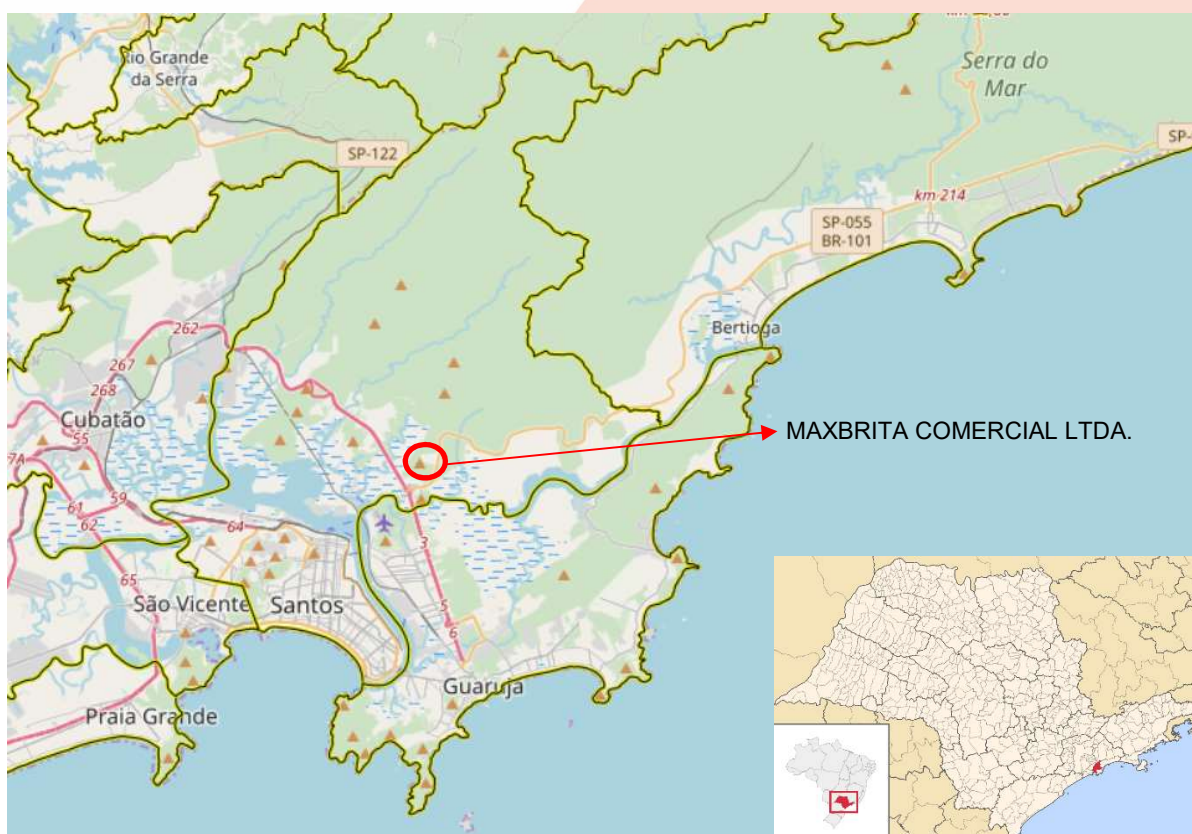 Rio Grande
da Serra
Serra do
Mar
SP-122
SP-
km 214
SP-055
BR-101
Bertioga
262
267
268
Cubatão
55
7A
59
61
62
64
MAXBRITA COMERCIAL LTDA.
3
65
São Vicente
Santos
5
6
Guarujá
Praia Grande